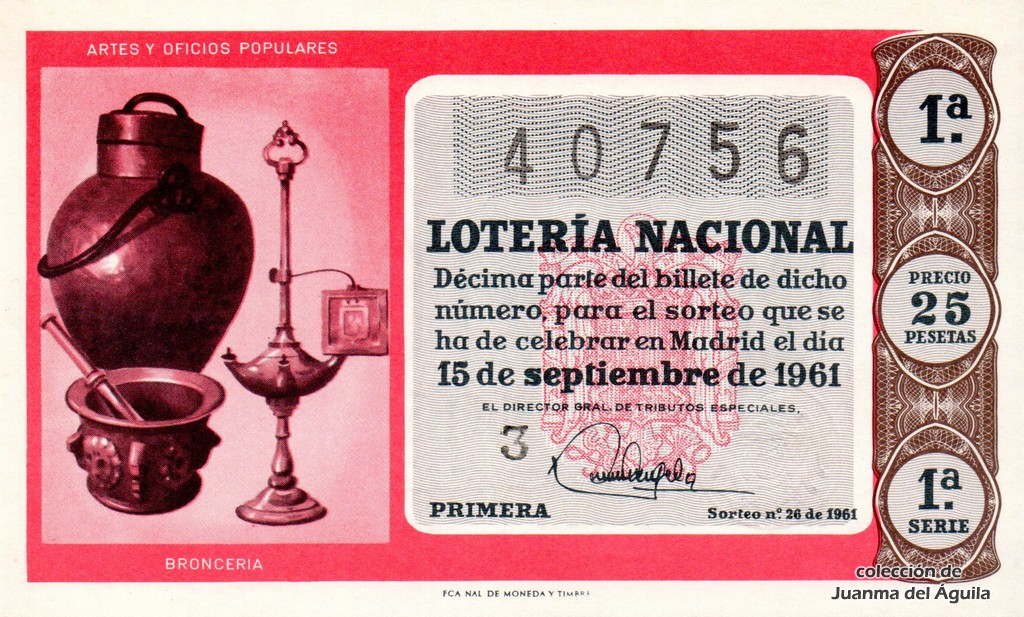 ARTES Y OFICIOS POPULARES
40756
LOTERÍA NACIONAL
Décima parte del billete de dicho
número, para el sorteo que se
ha de celebrar en Madrid el día
15 de septiembre de 1961
EL DIRECTOR GRAL. DE TRIBUTOS ESPECIALES,
3
PRIMERA
Sorteo nº. 26 de 1961
BRONCERIA
1ª.
PRECIO
25
PESETAS
1ª.
SERIE
FCA NAL DE MONEDA Y TIMBRE
colección de
Juanma del Águila